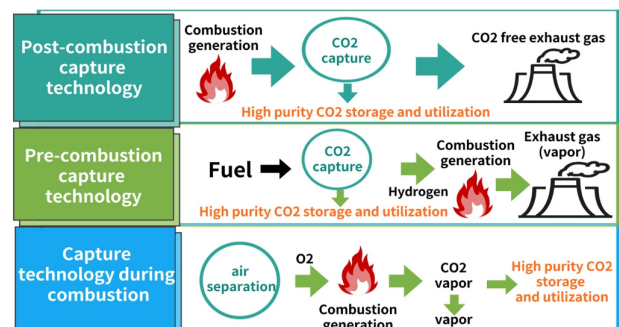 Post-combustion
capture
technology
Combustion
generation
CO2
capture
CO2 free exhaust gas
High purity CO2 storage and utilization
Pre-combustion
capture
technology
Fuel
CO2
capture
Hydrogen
Combustion
generation
Exhaust gas
(vapor)
High purity CO2 storage and utilization
Capture
technology during
combustion
air
separation
O2
Combustion
generation
CO2
vapor
vapor
High purity CO2
storage
and utilization